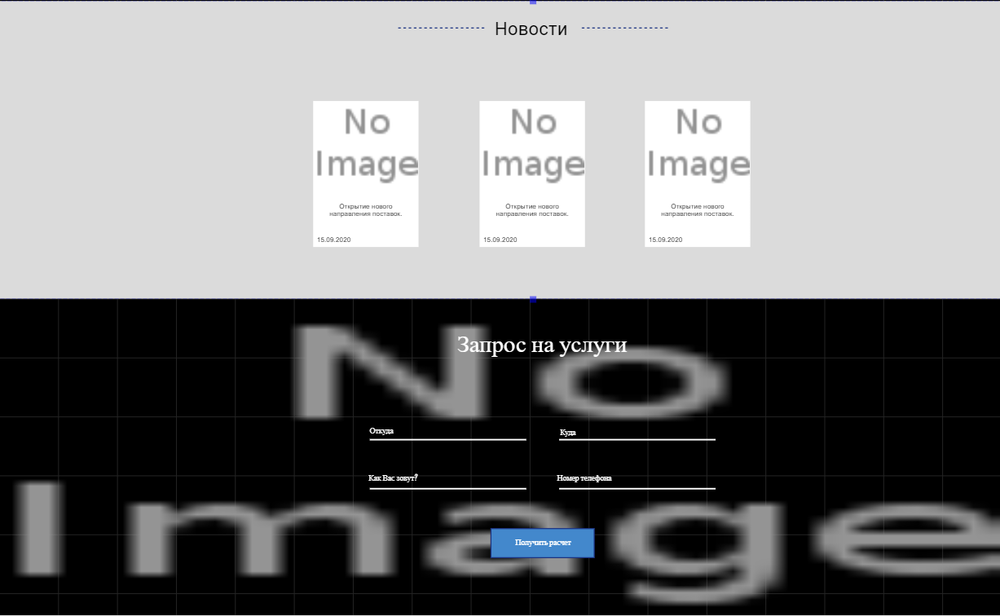 Новости
No
Image
No
Image
No
Image
Открытие нового
направления поставок.
15.09.2020
Открытие нового
направления поставок.
15.09.2020
Открытие нового
направления поставок.
15.09.2020
No
Запрос на услуги
Откуда
Куда
Как Вас зовут?
Номер телефона
Image
Получить расчет